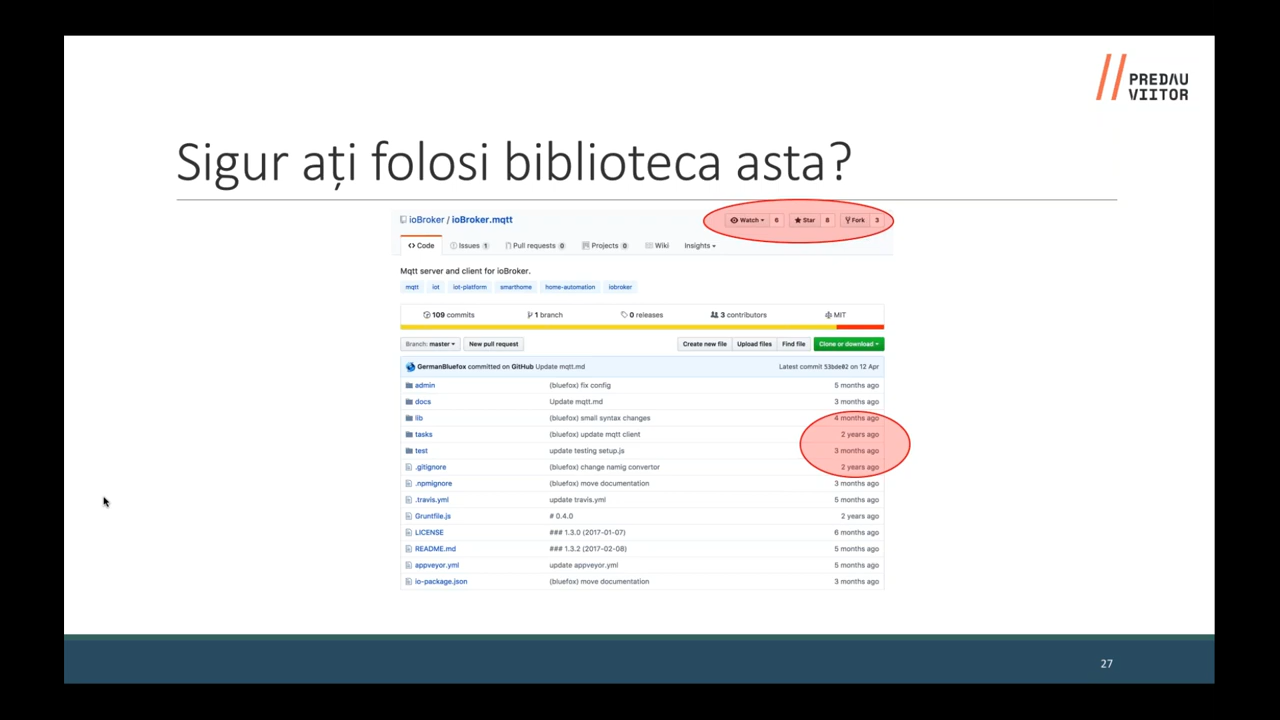 PREDAU
VIITOR
Sigur ați folosi biblioteca asta?
ioBroker / ioBroker.mqtt Watch 6 Star 8 Fork 3
Code Issues 1 Pull requests 0 Projects 0 Wiki Insights
Mqtt server and client for ioBroker.
mqtt iot iot-platform smarthome home-automation iobroker
109 commits 1 branch 0 releases 3 contributors MIT
Branch: master New pull request Create new file Upload files Find file Clone or download
GermanBluefox committed on GitHub Update mqtt.md Latest commit 53bde02 on 12 Apr
admin (bluefox) fix config 5 months ago
docs Update mqtt.md 3 months ago
lib (bluefox) small syntax changes 4 months ago
tasks (bluefox) update mqtt client 2 years ago
test update testing setup.js 3 months ago
.gitignore (bluefox) change namig convertor 2 years ago
.npmignore (bluefox) move documentation 3 months ago
.travis.yml update travis.yml 5 months ago
Gruntfile.js # 0.4.0 2 years ago
LICENSE ### 1.3.0 (2017-01-07) 6 months ago
README.md ### 1.3.2 (2017-02-08) 5 months ago
appveyor.yml update appveyor.yml 5 months ago
io-package.json (bluefox) move documentation 3 months ago
27